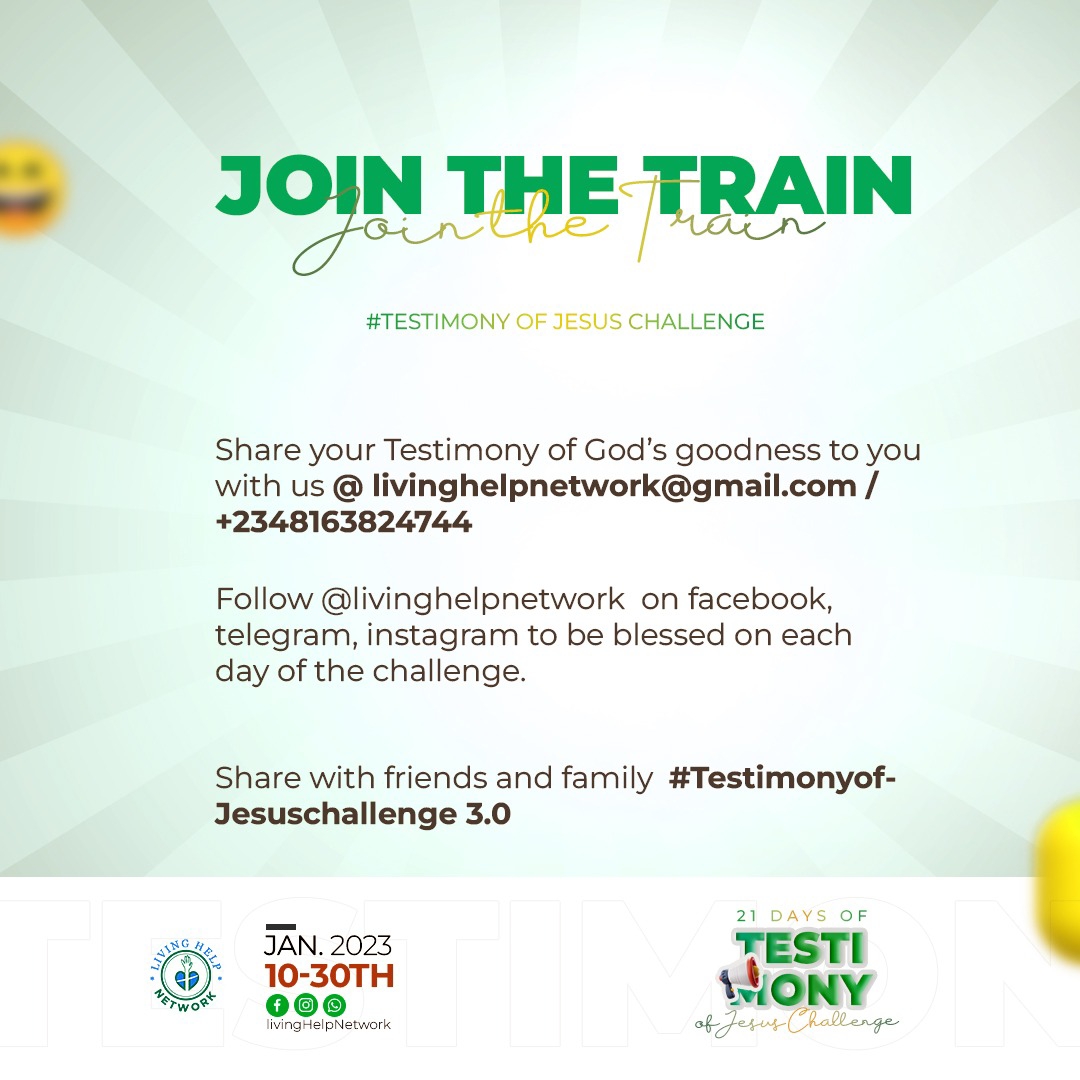 JOIN THE TRAIN
Join the Train
#TESTIMONY OF JESUS CHALLENGE
Share your Testimony of God’s goodness to you
with us @ livinghelpnetwork@gmail.com /
+2348163824744
Follow @livinghelpnetwork on facebook,
telegram, instagram to be blessed on each
day of the challenge.
Share with friends and family #Testimonyof-
Jesuschallenge 3.0
TESTIMON
LIVING HELP
NETWORK
JAN. 2023
10-30TH
livingHelpNetwork
21 DAYS OF
TESTI
MONY
of Jesus Challenge